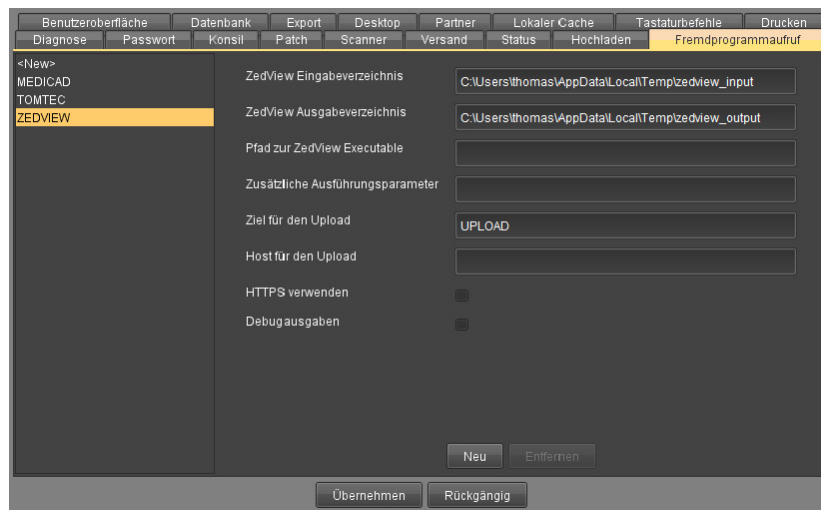 Benutzeroberfläche Datenbank Export Desktop Partner Lokaler Cache Tastaturbefehle Drucken
Diagnose Passwort Konsil Patch Scanner Versand Status Hochladen Fremdprogrammaufruf
<New>
MEDICAD
TOMTEC
ZEDVIEW
ZedView Eingabeverzeichnis C:\Users\thomas\AppData\Local\Temp\zedview_input
ZedView Ausgabeverzeichnis C:\Users\thomas\AppData\Local\Temp\zedview_output
Pfad zur ZedView Executable
Zusätzliche Ausführungsparameter
Ziel für den Upload UPLOAD
Host für den Upload
HTTPS verwenden
Debugausgaben
Neu Entfernen
Übernehmen Rückgängig